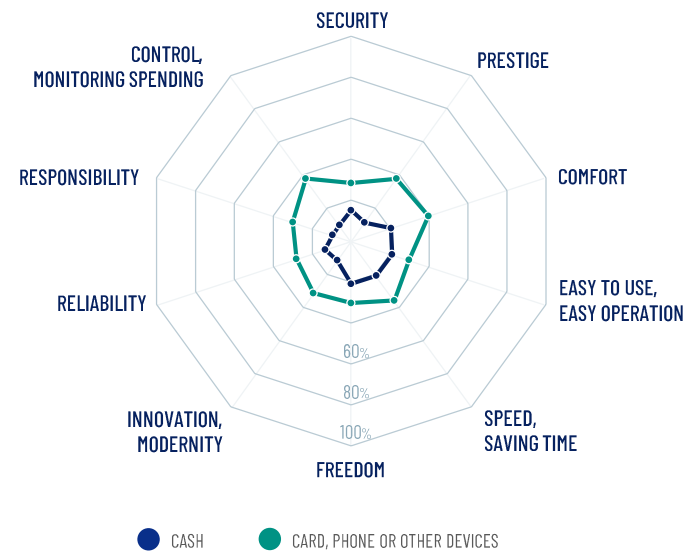 SECURITY
CONTROL,
MONITORING SPENDING
PRESTIGE
RESPONSIBILITY
COMFORT
RELIABILITY
EASY TO USE,
EASY OPERATION
60%
80%
100%
INNOVATION,
MODERNITY
SPEED,
SAVING TIME
FREEDOM
CASH
CARD, PHONE OR OTHER DEVICES